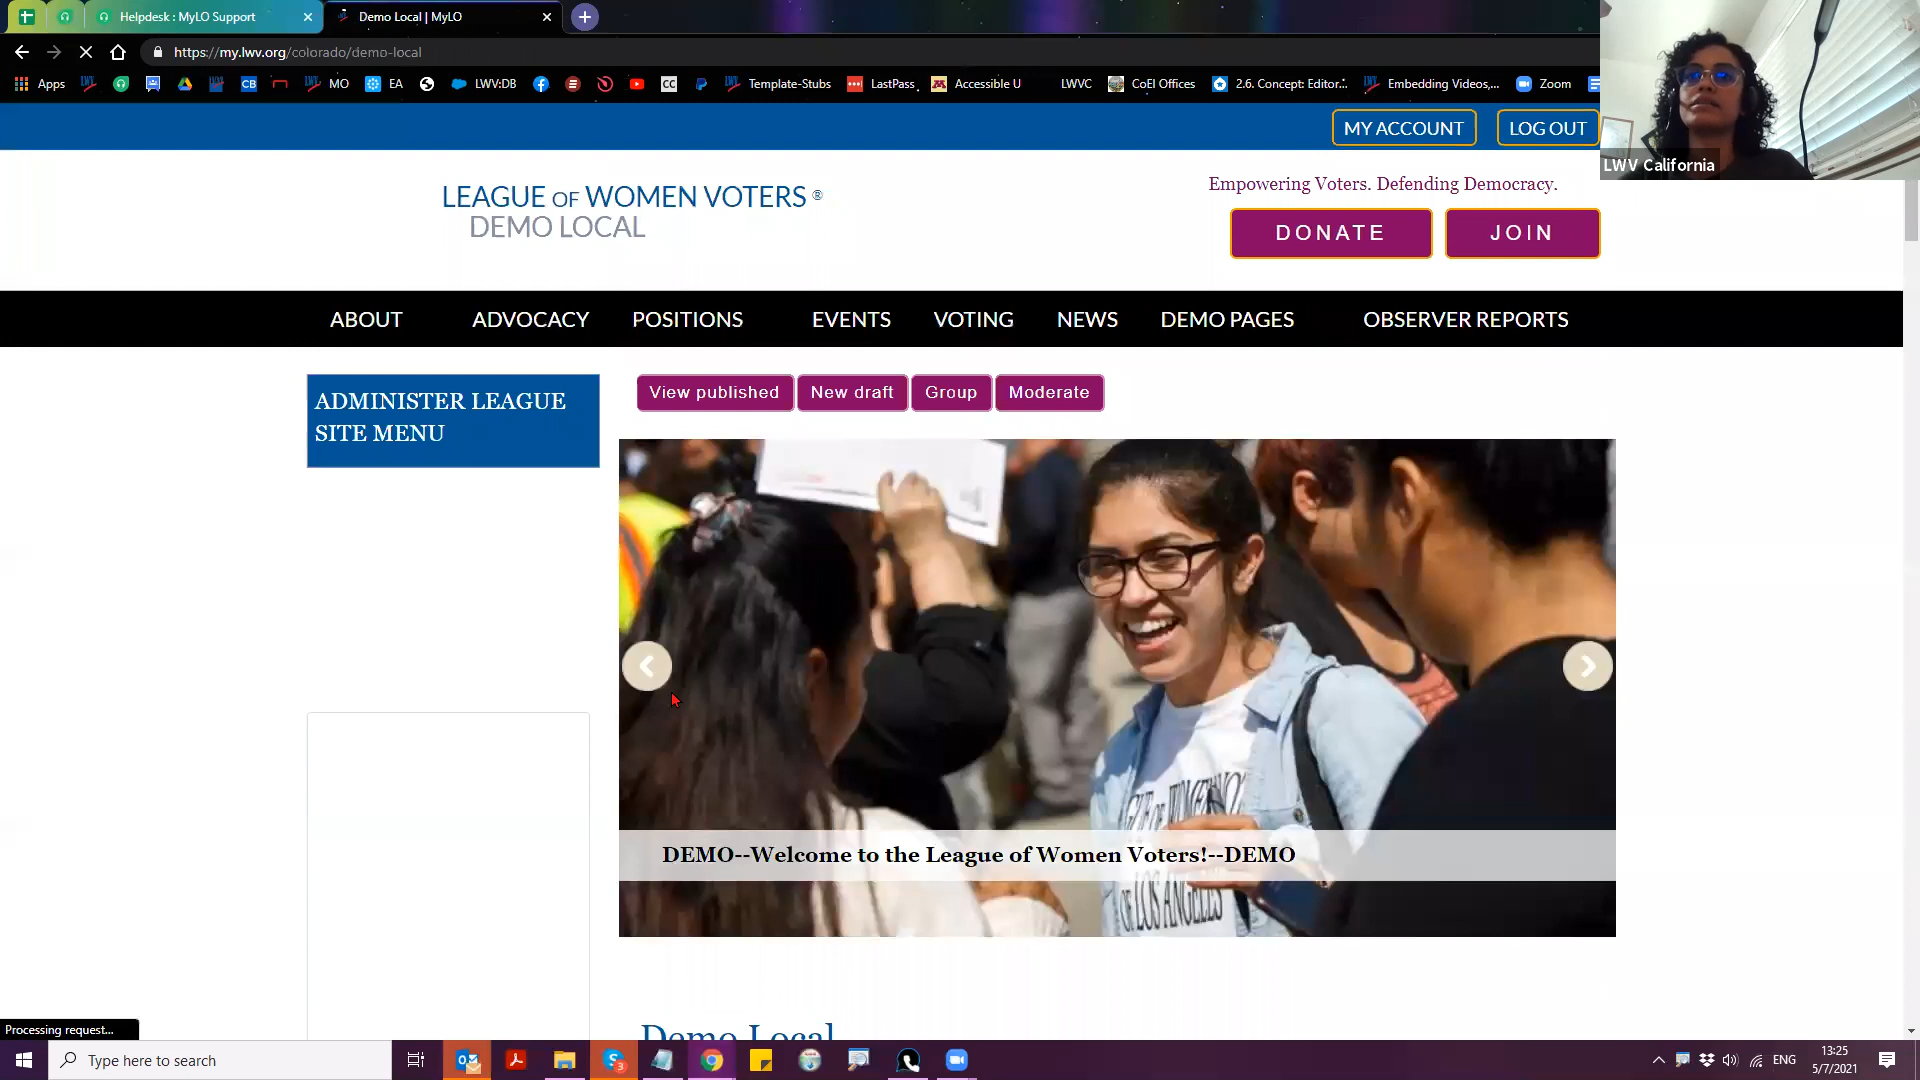 Helpdesk : MyLO Support
Demo Local | MyLO
https://my.lwv.org/colorado/demo-local
Apps
MO
EA
LWV:DB
CC
Template-Stubs
LastPass
Accessible U
LWVC
CoEI Offices
2.6. Concept: Editor...
Embedding Videos,...
Zoom
MY ACCOUNT
LOG OUT
LWV California
LEAGUE OF WOMEN VOTERS ®
DEMO LOCAL
Empowering Voters. Defending Democracy.
DONATE
JOIN
ABOUT
ADVOCACY
POSITIONS
EVENTS
VOTING
NEWS
DEMO PAGES
OBSERVER REPORTS
ADMINISTER LEAGUE
SITE MENU
View published
New draft
Group
Moderate
DEMO--Welcome to the League of Women Voters!--DEMO
OF LOS ANGELES
Demo Local
Processing request...
Type here to search
ENG
13:25
5/7/2021